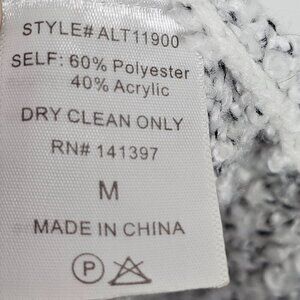 STYLE# ALT11900
SELF: 60% Polyester
40% Acrylic
DRY CLEAN ONLY
RN# 141397
M
MADE IN CHINA
P